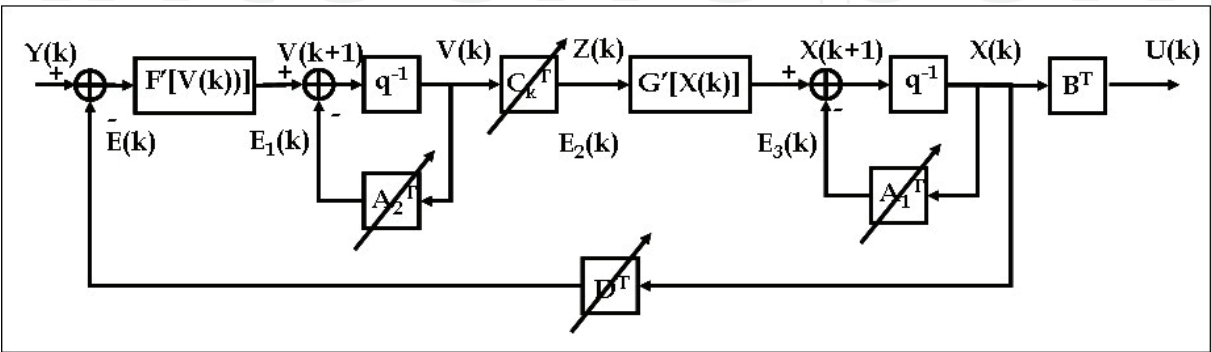 Y(k) V(k+1) V(k) Z(k) X(k+1) X(k) U(k)
+ F'[V(k))] + q⁻¹ Cₖᵀ G'[X(k)] + q⁻¹ Bᵀ
- - -
E(k) E₁(k) E₂(k) E₃(k)
A₂ᵀ A₁ᵀ
Dᵀ